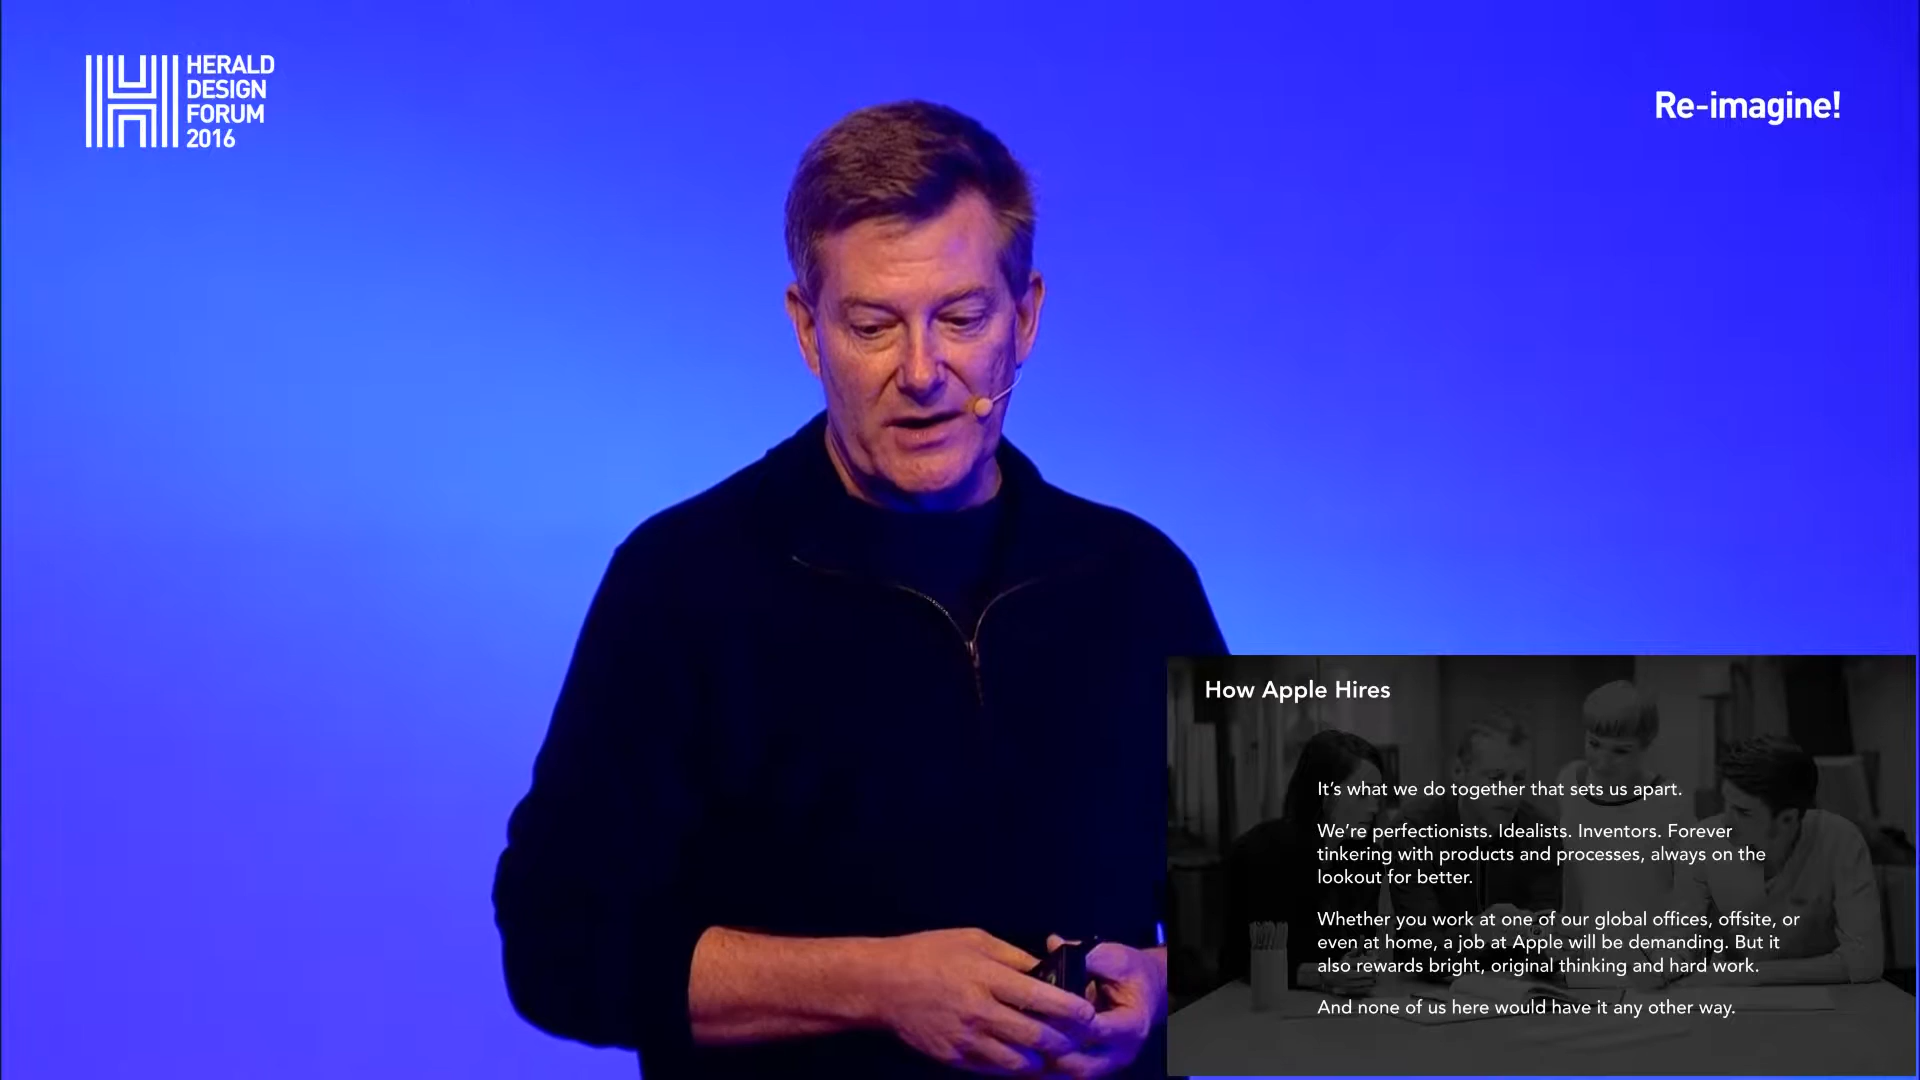 HERALD
DESIGN
FORUM
2016
Re-imagine!
How Apple Hires
It's what we do together that sets us apart.
We're perfectionists. Idealists. Inventors. Forever
tinkering with products and processes, always on the
lookout for better.
Whether you work at one of our global offices, offsite, or
even at home, a job at Apple will be demanding. But it
also rewards bright, original thinking and hard work.
And none of us here would have it any other way.